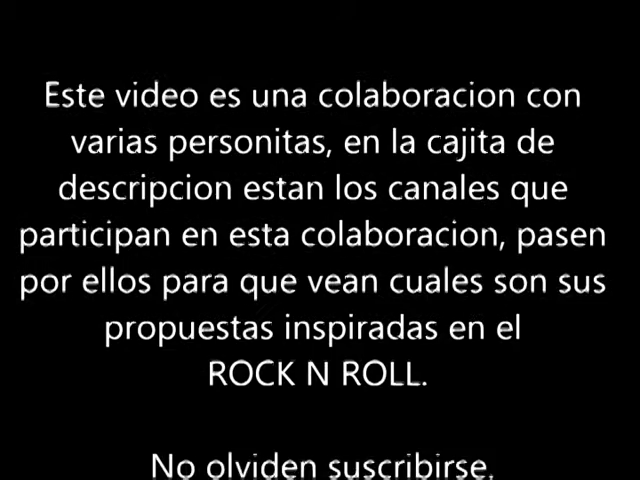 Este video es una colaboracion con
varias personitas, en la cajita de
descripcion estan los canales que
participan en esta colaboracion, pasen
por ellos para que vean cuales son sus
propuestas inspiradas en el
ROCK N ROLL.
No olviden suscribirse.